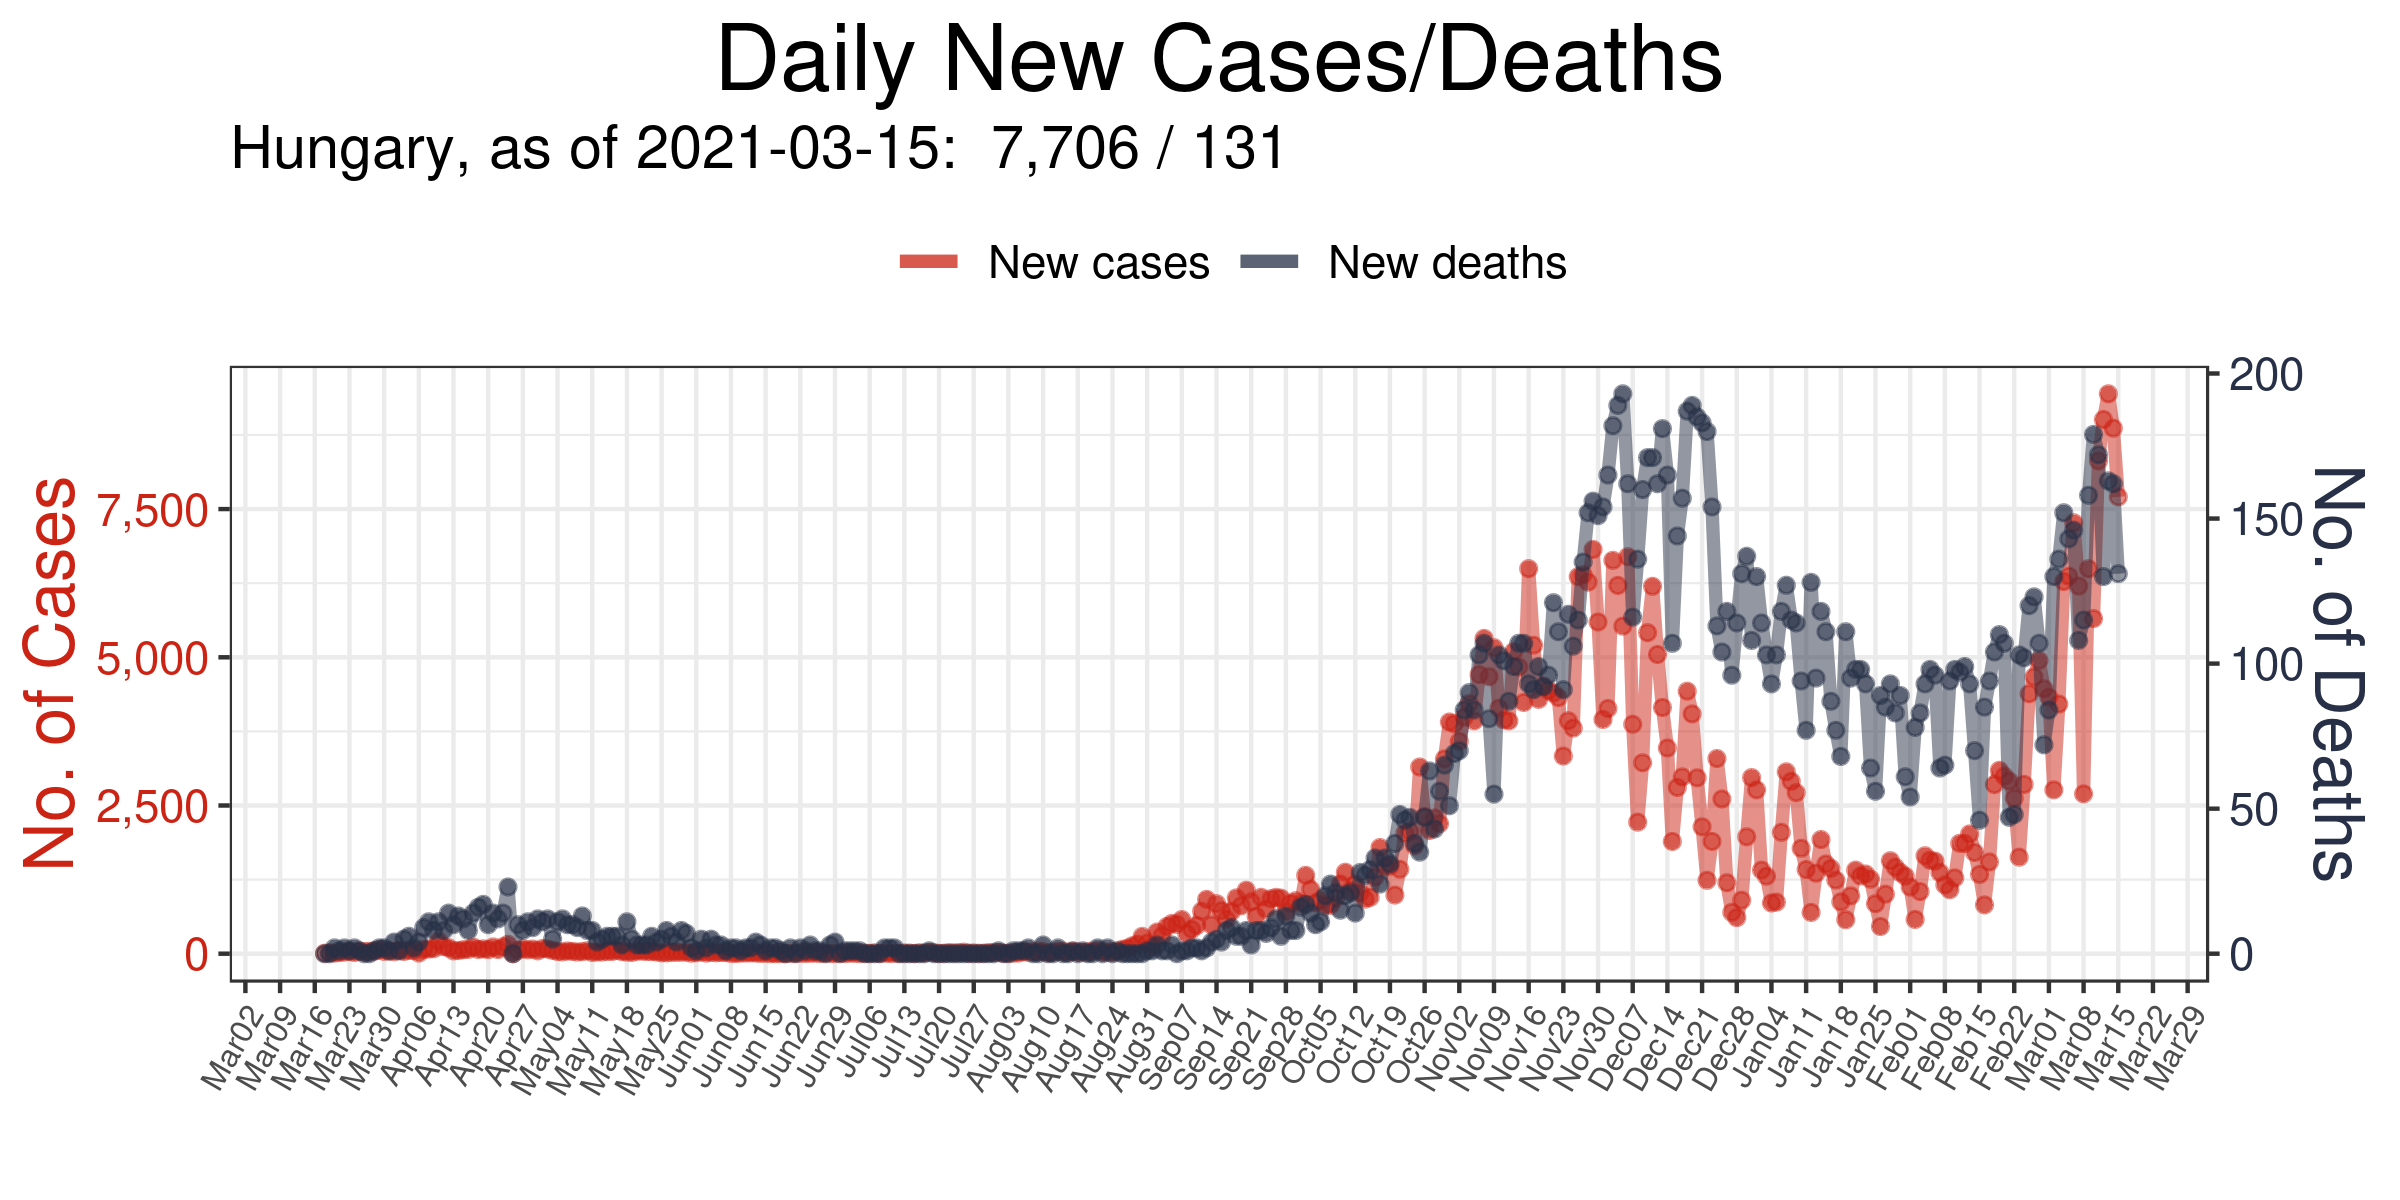 Daily New Cases/Deaths
Hungary, as of 2021-03-15:  7,706 / 131
New cases
New deaths
No. of Cases
7,500
5,000
2,500
0
200
150
100
50
0
No. of Deaths
Mar02
Mar09
Mar16
Mar23
Mar30
Apr06
Apr13
Apr20
Apr27
May04
May11
May18
May25
Jun01
Jun08
Jun15
Jun22
Jun29
Jul06
Jul13
Jul20
Jul27
Aug03
Aug10
Aug17
Aug24
Aug31
Sep07
Sep14
Sep21
Sep28
Oct05
Oct12
Oct19
Oct26
Nov02
Nov09
Nov16
Nov23
Nov30
Dec07
Dec14
Dec21
Dec28
Dec04
Jan11
Jan18
Jan25
Feb01
Feb08
Feb15
Feb22
Mar01
Mar08
Mar15
Mar22
Mar29